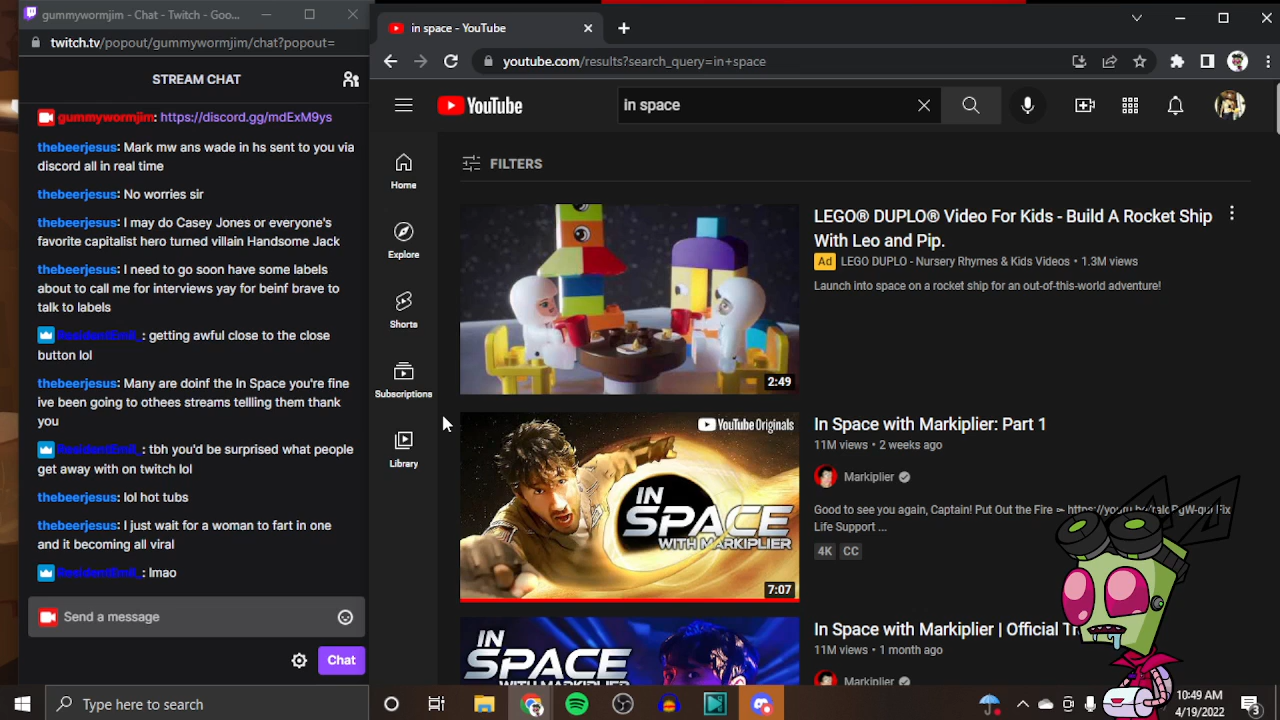 gummywormjim - Chat - Twitch - Goo...
twitch.tv/popout/gummywormjim/chat?popout=
STREAM CHAT
gummywormjim: https://discord.gg/mdExM9ys
thebeerjesus: Mark mw ans wade in hs sent to you via
discord all in real time
thebeerjesus: No worries sir
thebeerjesus: I may do Casey Jones or everyone's
favorite capitalist hero turned villain Handsome Jack
thebeerjesus: I need to go soon have some labels
about to call me for interviews yay for beinf brave to
talk to labels
: getting awful close to the close
button lol
thebeerjesus: Many are doinf the In Space you're fine
ive been going to othees streams tellling them thank
you
: tbh you'd be surprised what people
get away with on twitch lol
thebeerjesus: lol hot tubs
thebeerjesus: I just wait for a woman to fart in one
and it becoming all viral
: lmao
Send a message
Chat
in space - YouTube
youtube.com/results?search_query=in+space
YouTube
in space
Home
Explore
Shorts
Subscriptions
Library
FILTERS
2:49
LEGO® DUPLO® Video For Kids - Build A Rocket Ship
With Leo and Pip.
Ad LEGO DUPLO - Nursery Rhymes & Kids Videos • 1.3M views
Launch into space on a rocket ship for an out-of-this-world adventure!
YouTube Originals
IN
SPACE
WITH MARKIPLIER
7:07
In Space with Markiplier: Part 1
11M views • 2 weeks ago
Markiplier
Good to see you again, Captain! Put Out the Fire ► Fix
Life Support ...
4K CC
IN
SPACE
WITH MARKIPLIER
In Space with Markiplier | Official
11M views • 1 month ago
Markiplier
Type here to search
10:49 AM
4/19/2022
3